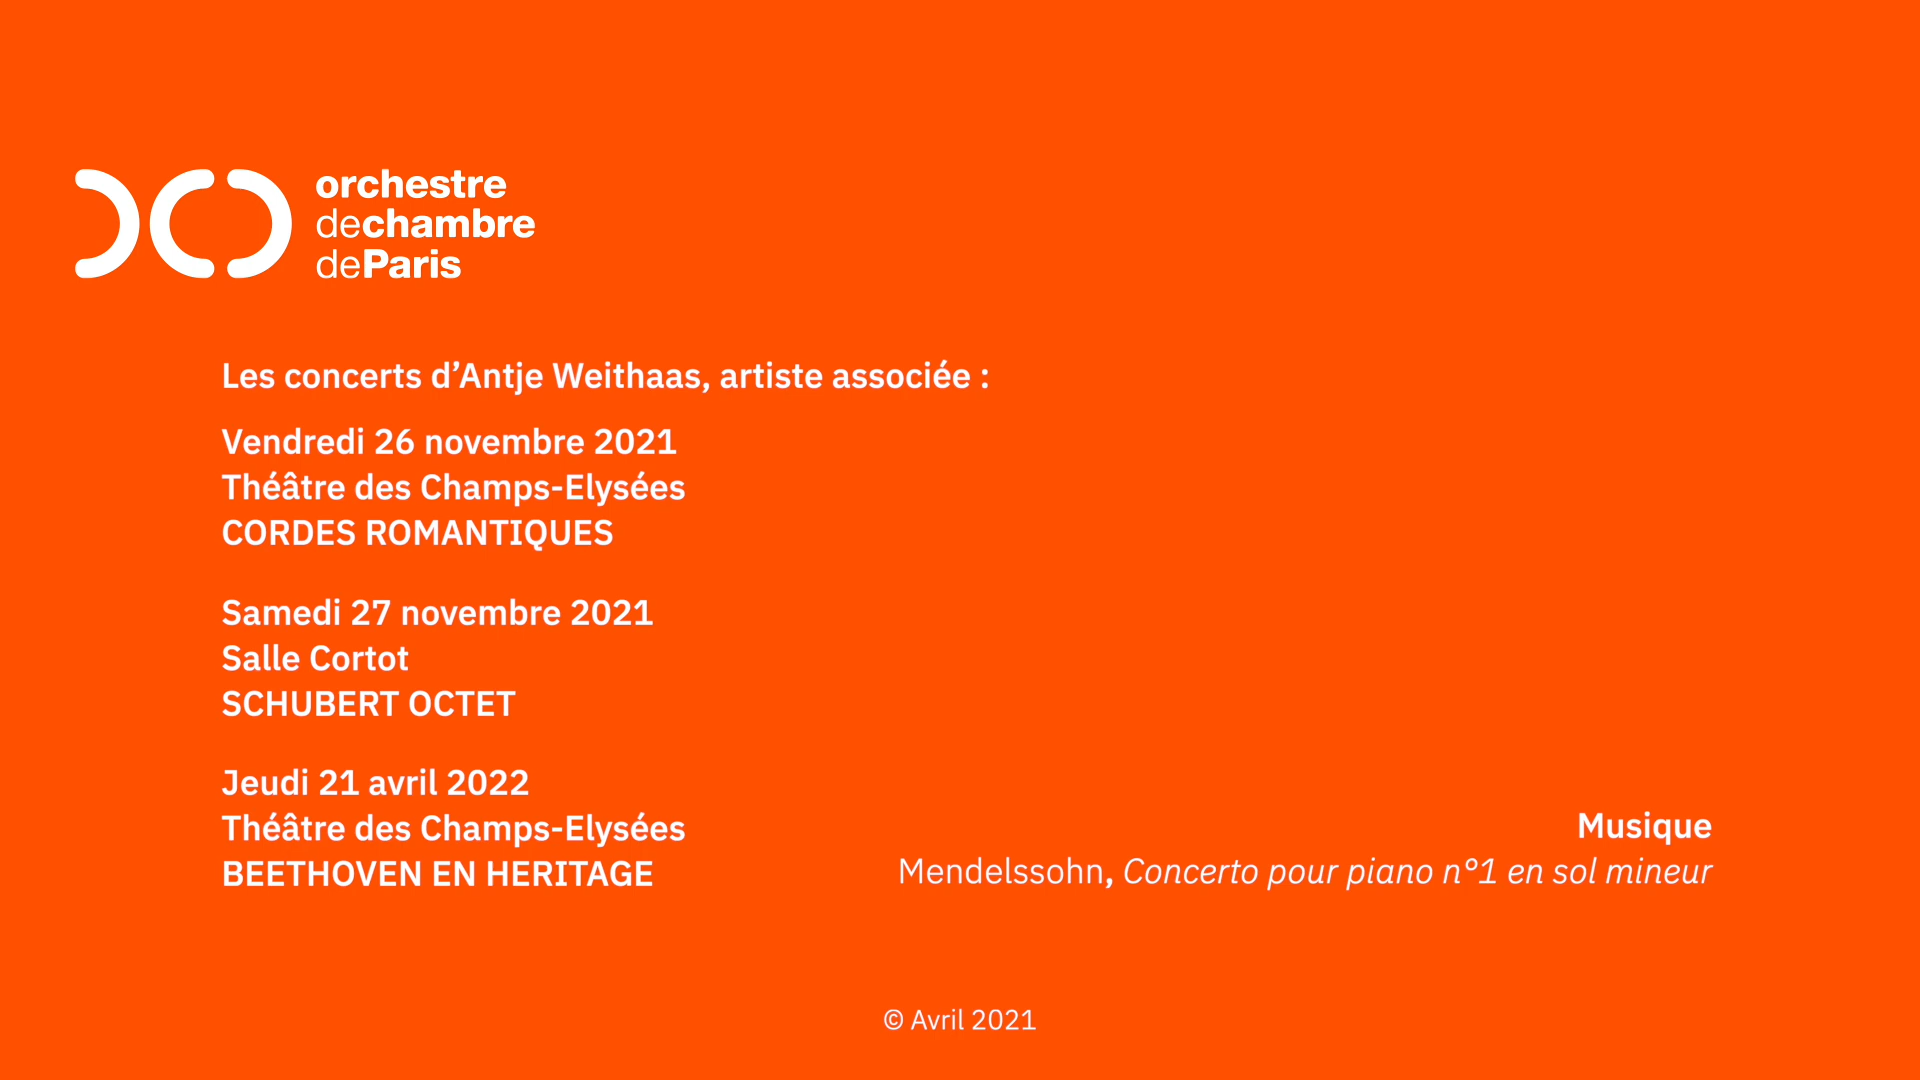 orchestre
dechambre
deParis
Les concerts d’Antje Weithaas, artiste associée :
Vendredi 26 novembre 2021
Théâtre des Champs-Elysées
CORDES ROMANTIQUES
Samedi 27 novembre 2021
Salle Cortot
SCHUBERT OCTET
Jeudi 21 avril 2022
Théâtre des Champs-Elysées
BEETHOVEN EN HERITAGE
Musique
Mendelssohn, Concerto pour piano n°1 en sol mineur
© Avril 2021